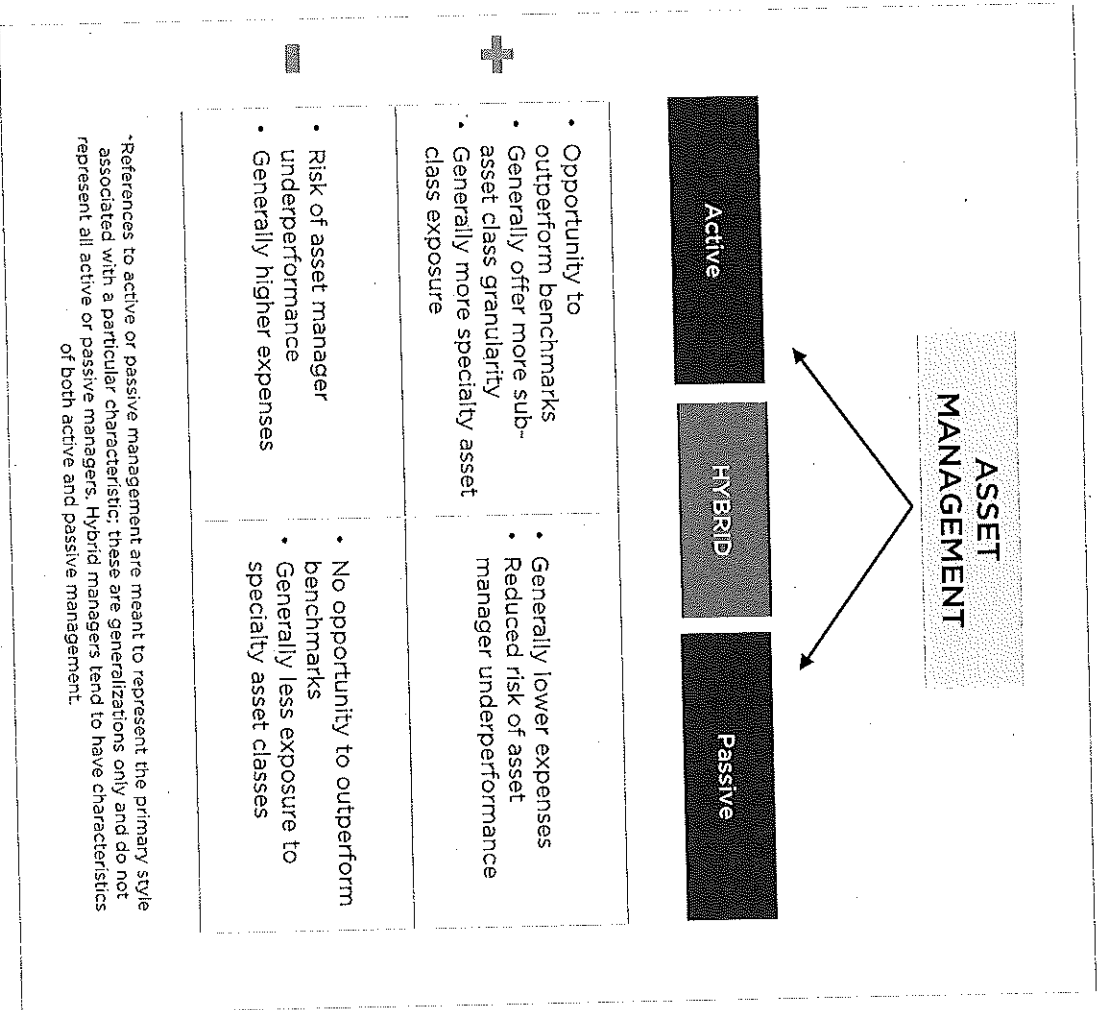 ASSET
MANAGEMENT
Active
HYBRID
Passive
+
• Opportunity to
outperform benchmarks
• Generally offer more sub-
asset class granularity
• Generally more specialty asset
class exposure
• Generally lower expenses
• Reduced risk of asset
manager underperformance
–
• Risk of asset manager
underperformance
• Generally higher expenses
• No opportunity to outperform
benchmarks
• Generally less exposure to
specialty asset classes
*References to active or passive management are meant to represent the primary style
associated with a particular characteristic; these are generalizations only and do not
represent all active or passive managers. Hybrid managers tend to have characteristics
of both active and passive management.